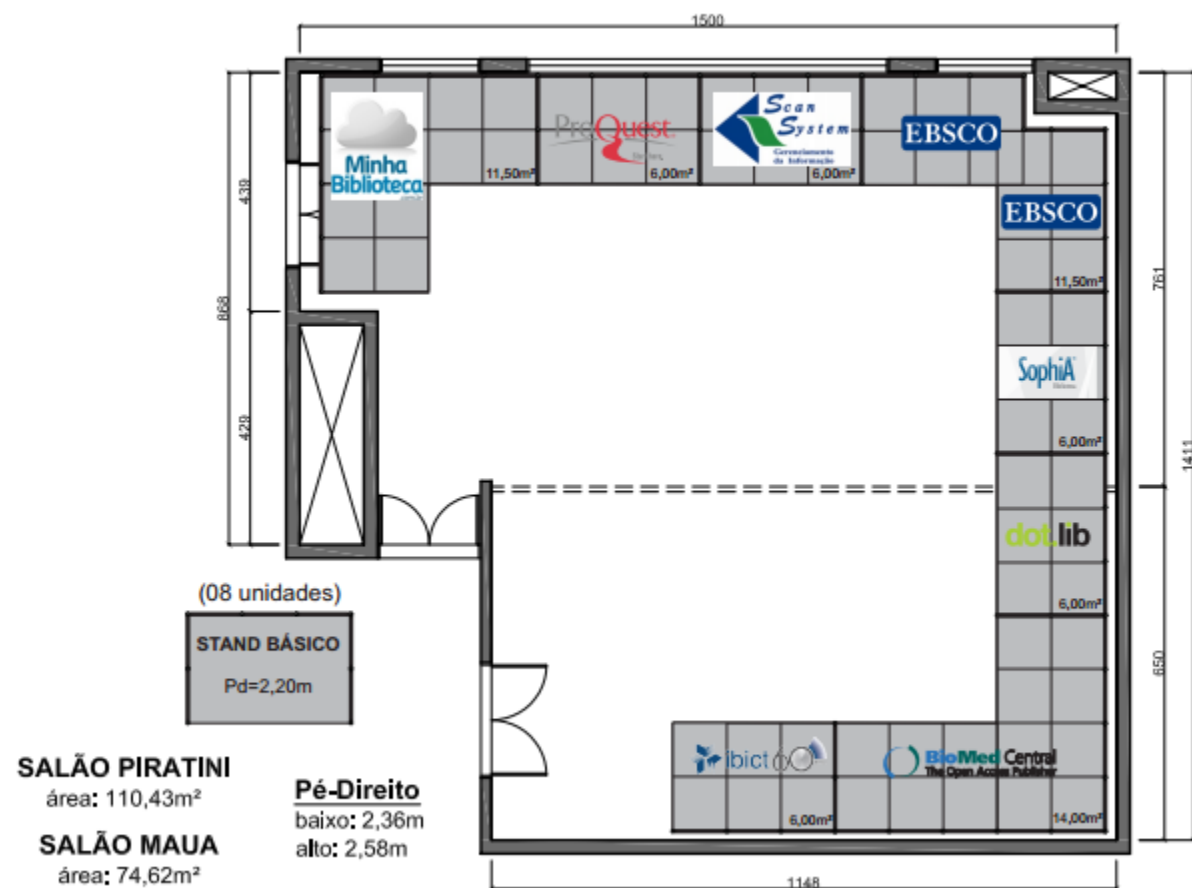 1500
Minha
Biblioteca
11,50m²
ProQuest
6,00m²
Scan
System
Gerenciamento
da Informação
6,00m²
EBSCO
EBSCO
11,50m²
439
868
429
761
1411
650
SophiA
6,00m²
dot.lib
6,00m²
(08 unidades)
STAND BÁSICO
Pd=2,20m
ibict 60
6,00m²
BioMed Central
The Open Access Publisher
14,00m²
SALÃO PIRATINI
área: 110,43m²
SALÃO MAUA
área: 74,62m²
Pé-Direito
baixo: 2,36m
alto: 2,58m
1148